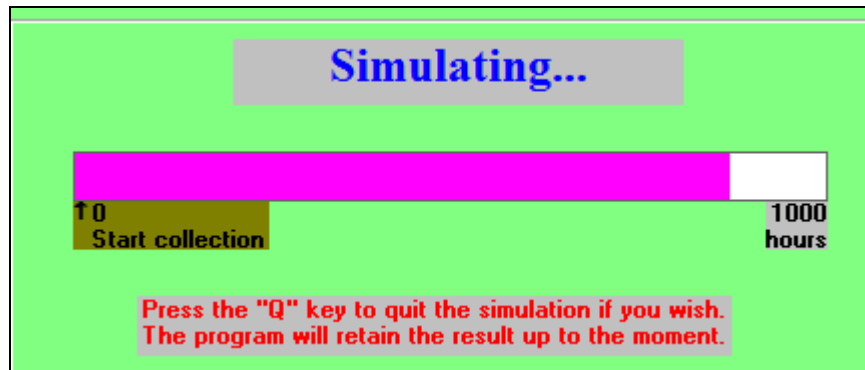 Simulating...
↑0
Start collection
1000
hours
Press the "Q" key to quit the simulation if you wish.
The program will retain the result up to the moment.